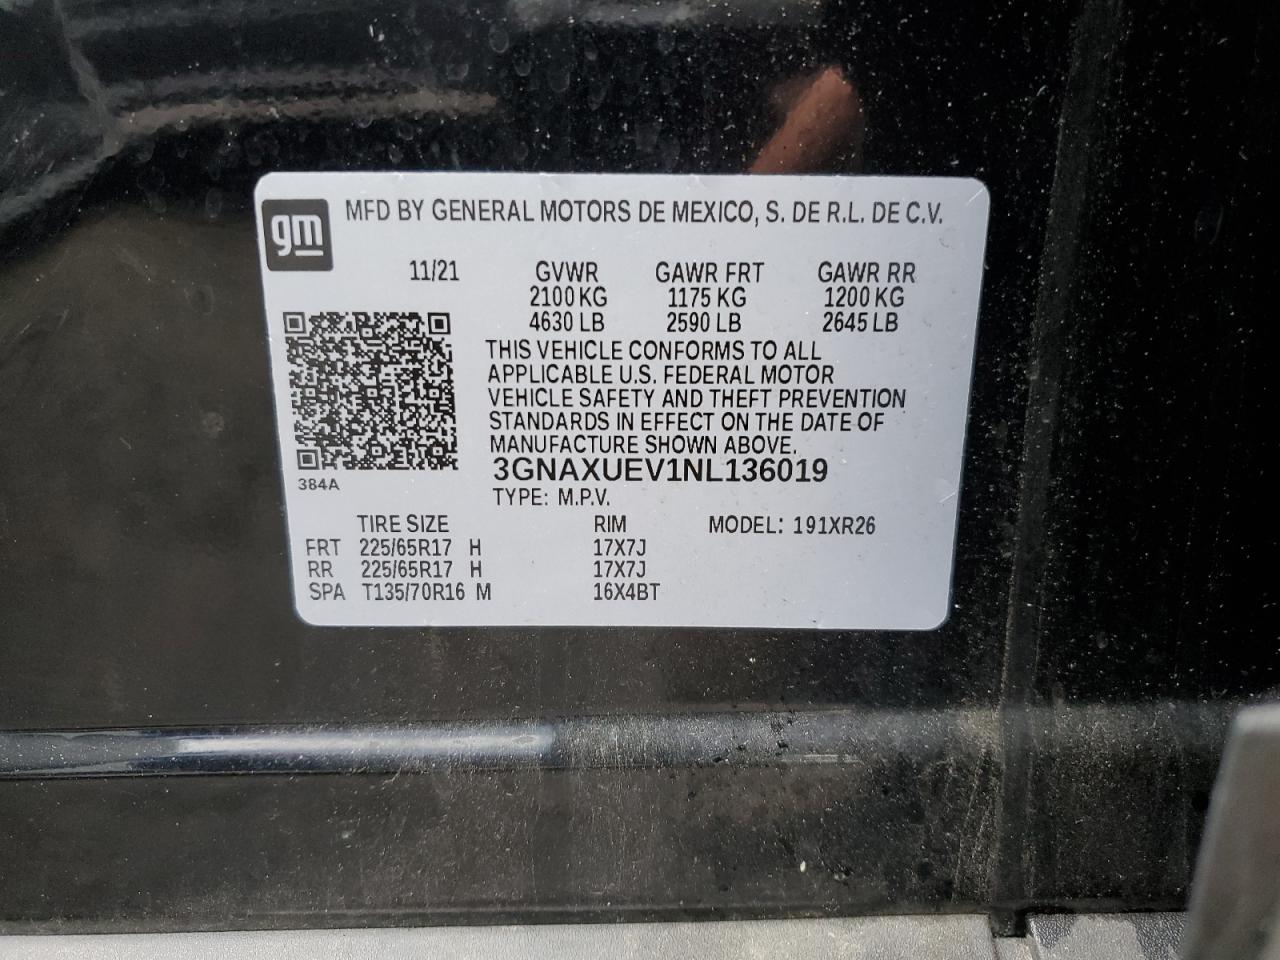 gm
MFD BY GENERAL MOTORS DE MEXICO, S. DE R.L. DE C.V.
11/21 GVWR GAWR FRT GAWR RR
2100 KG 1175 KG 1200 KG
4630 LB 2590 LB 2645 LB
THIS VEHICLE CONFORMS TO ALL
APPLICABLE U.S. FEDERAL MOTOR
VEHICLE SAFETY AND THEFT PREVENTION
STANDARDS IN EFFECT ON THE DATE OF
MANUFACTURE SHOWN ABOVE.
3GNAXUEV1NL136019
384A
TYPE: M.P.V.
TIRE SIZE RIM MODEL: 191XR26
FRT 225/65R17 H 17X7J
RR 225/65R17 H 17X7J
SPA T135/70R16 M 16X4BT